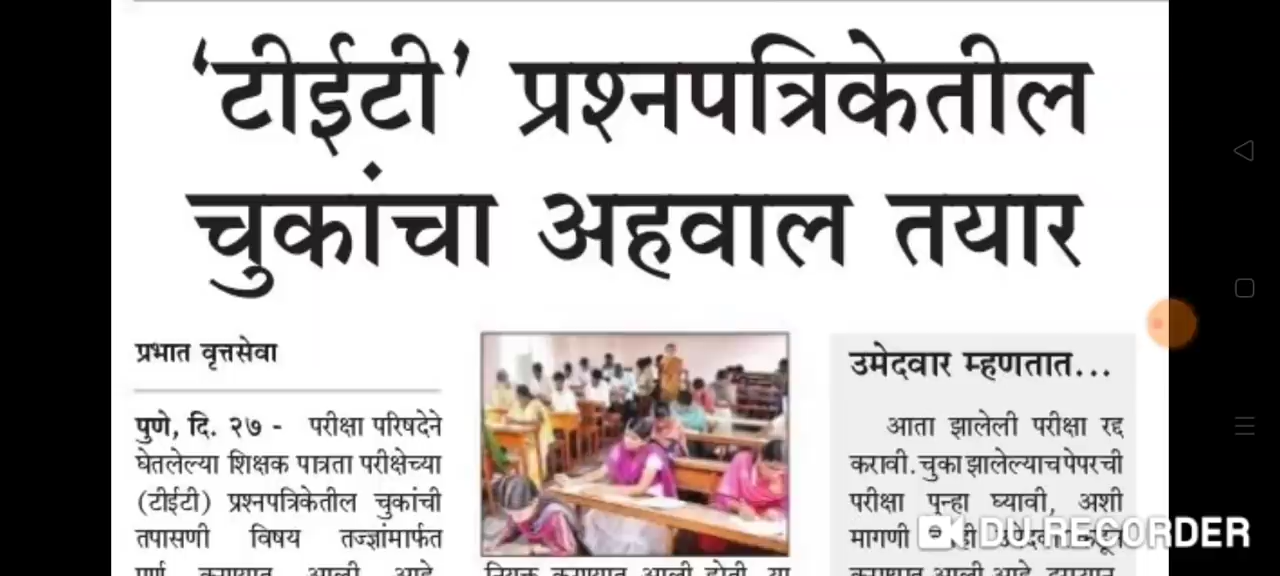 ‘टीईटी’ प्रश्नपत्रिकेतील
चुकांचा अहवाल तयार
प्रभात वृत्तसेवा
पुणे, दि. २७ - परीक्षा परिषदेने
घेतलेल्या शिक्षक पात्रता परीक्षेच्या
(टीईटी) प्रश्नपत्रिकेतील चुकांची
तपासणी विषय तज्ज्ञांमार्फत
उमेदवार म्हणतात...
आता झालेली परीक्षा रद्द
करावी. चुका झालेल्याच पेपरची
परीक्षा पुन्हा घ्यावी, अशी
मागणी
DU RECORDER